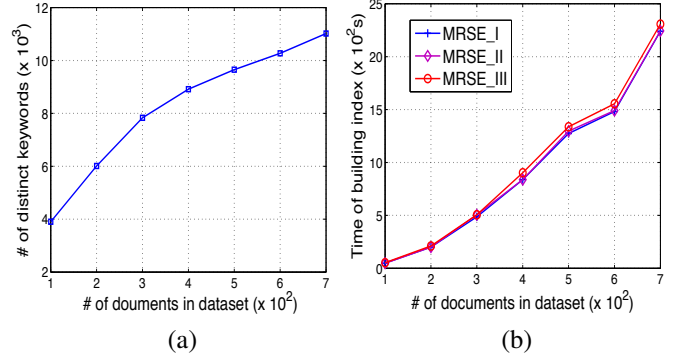 # of distinct keywords (x 10³)
12
10
8
6
4
2
1 2 3 4 5 6 7
# of douments in dataset (x 10²)
(a)
Time of building index (x 10²s)
25
20
15
10
5
0
MRSE_I
MRSE_II
MRSE_III
1 2 3 4 5 6 7
# of documents in dataset (x 10²)
(b)